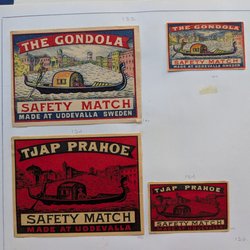 THE GONDOLA
SAFETY MATCH
MADE AT UDDEVALLA SWEDEN
THE GONDOLA
SAFETY MATCH
TJAP PRAHOE
SAFETY MATCH
MADE AT UDDEVALLA
TJAP PRAHOE
SAFETY MATCH